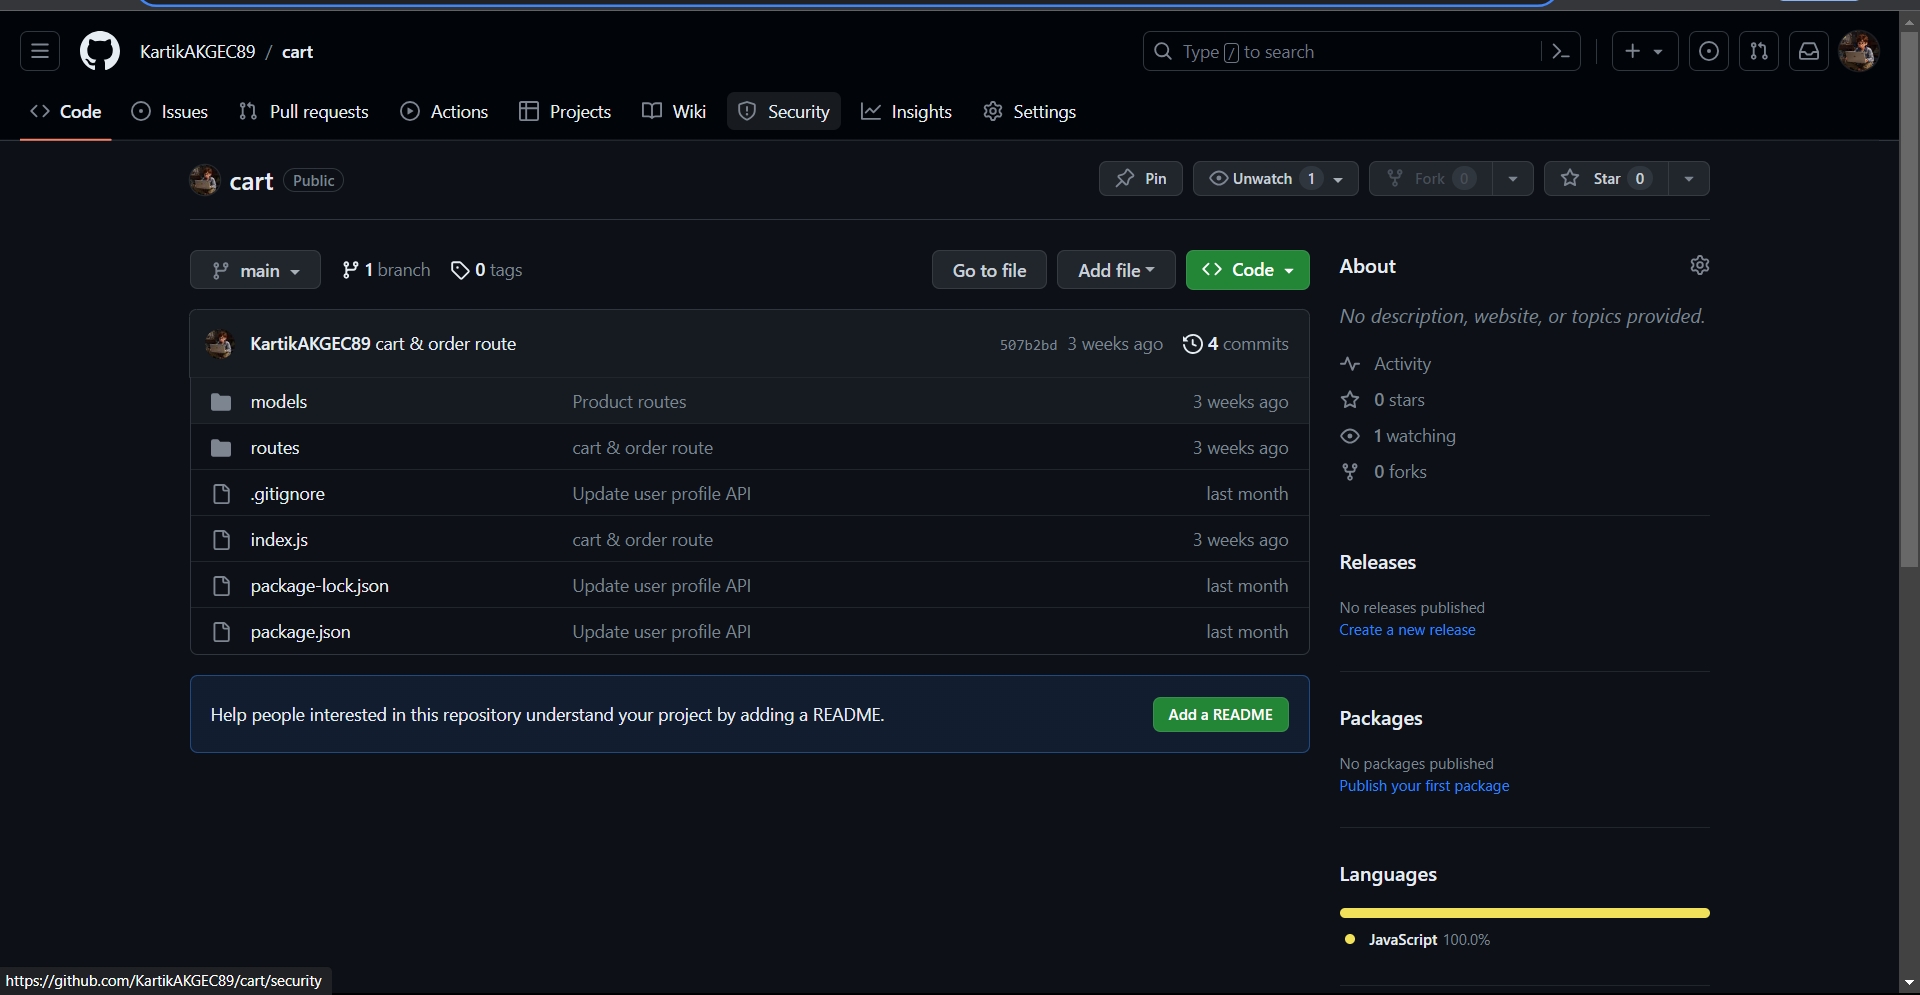 KartikAKGEC89 / cart
Type / to search
Code Issues Pull requests Actions Projects Wiki Security Insights Settings
cart Public
Pin Unwatch 1 Fork 0 Star 0
main 1 branch 0 tags Go to file Add file Code
KartikAKGEC89 cart & order route 507b2bd 3 weeks ago 4 commits
models Product routes 3 weeks ago
routes cart & order route 3 weeks ago
.gitignore Update user profile API last month
index.js cart & order route 3 weeks ago
package-lock.json Update user profile API last month
package.json Update user profile API last month
Help people interested in this repository understand your project by adding a README. Add a README
About
No description, website, or topics provided.
Activity
0 stars
1 watching
0 forks
Releases
No releases published
Create a new release
Packages
No packages published
Publish your first package
Languages
JavaScript 100.0%
https://github.com/KartikAKGEC89/cart/security